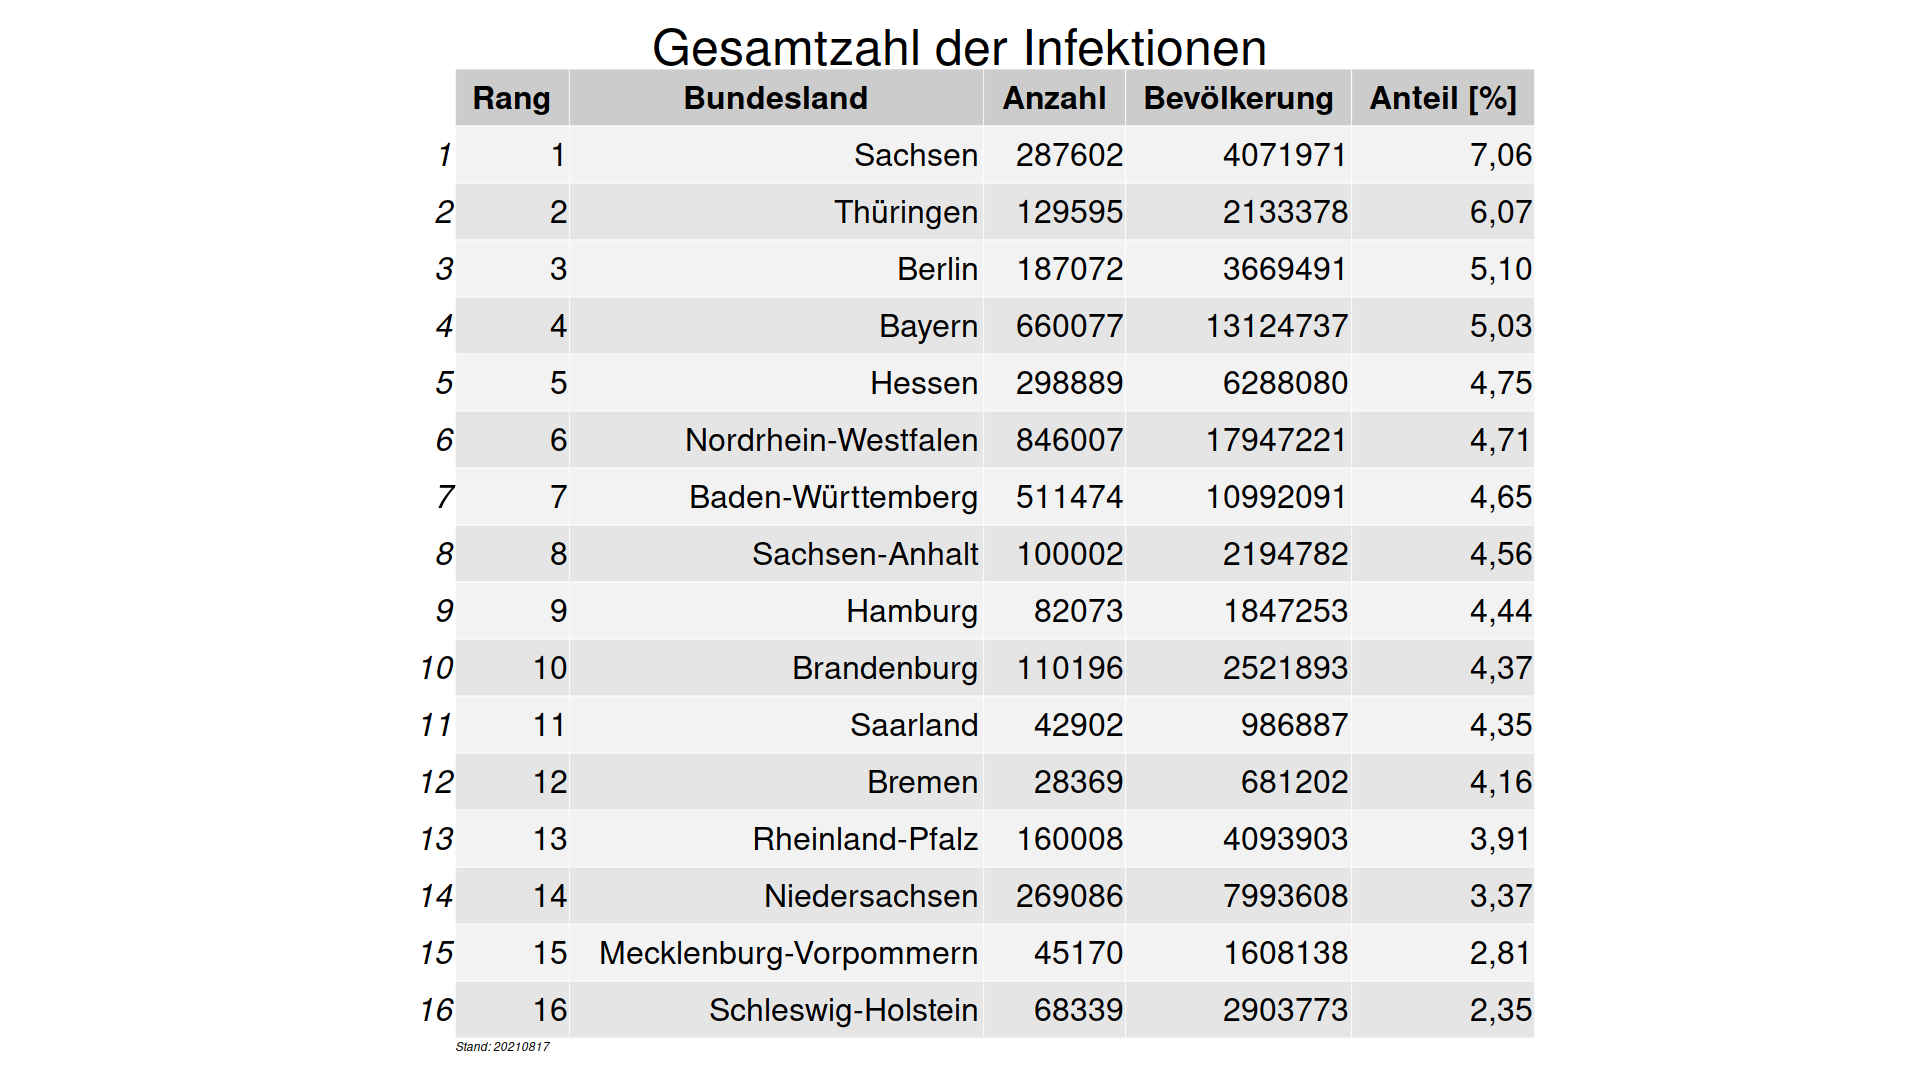 Gesamtzahl der Infektionen
Rang Bundesland Anzahl Bevölkerung Anteil [%]
1 1 Sachsen 287602 4071971 7,06
2 2 Thüringen 129595 2133378 6,07
3 3 Berlin 187072 3669491 5,10
4 4 Bayern 660077 13124737 5,03
5 5 Hessen 298889 6288080 4,75
6 6 Nordrhein-Westfalen 846007 17947221 4,71
7 7 Baden-Württemberg 511474 10992091 4,65
8 8 Sachsen-Anhalt 100002 2194782 4,56
9 9 Hamburg 82073 1847253 4,44
10 10 Brandenburg 110196 2521893 4,37
11 11 Saarland 42902 986887 4,35
12 12 Bremen 28369 681202 4,16
13 13 Rheinland-Pfalz 160008 4093903 3,91
14 14 Niedersachsen 269086 7993608 3,37
15 15 Mecklenburg-Vorpommern 45170 1608138 2,81
16 16 Schleswig-Holstein 68339 2903773 2,35
Stand: 20210817